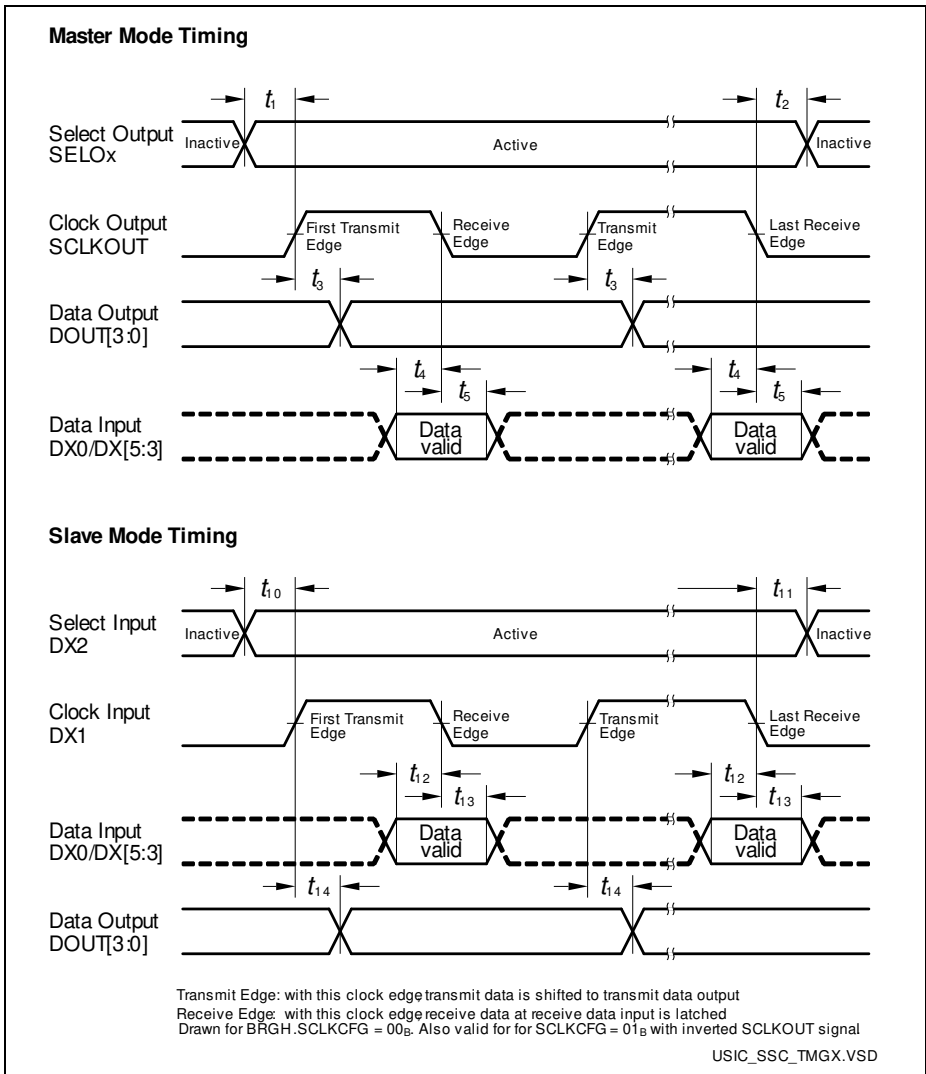 Master Mode Timing
t1
t2
Select Output
SELOx
Inactive
Active
Inactive
Clock Output
SCLKOUT
First Transmit
Edge
Receive
Edge
Transmit
Edge
Last Receive
Edge
t3
t3
Data Output
DOUT[3:0]
t4
t5
t4
t5
Data Input
DX0/DX[5:3]
Data
valid
Data
valid
Slave Mode Timing
t10
t11
Select Input
DX2
Inactive
Active
Inactive
Clock Input
DX1
First Transmit
Edge
Receive
Edge
Transmit
Edge
Last Receive
Edge
t12
t13
t12
t13
Data Input
DX0/DX[5:3]
Data
valid
Data
valid
t14
t14
Data Output
DOUT[3:0]
Transmit Edge: with this clock edge, transmit data is shifted to transmit data output
Receive Edge: with this clock edge, receive data at receive data input is latched
Drawn for BRGH.SCLKCFG = 00B. Also valid for for SCLKCFG = 01B with inverted SCLKOUT signal.
USIC_SSC_TMGX.VSD